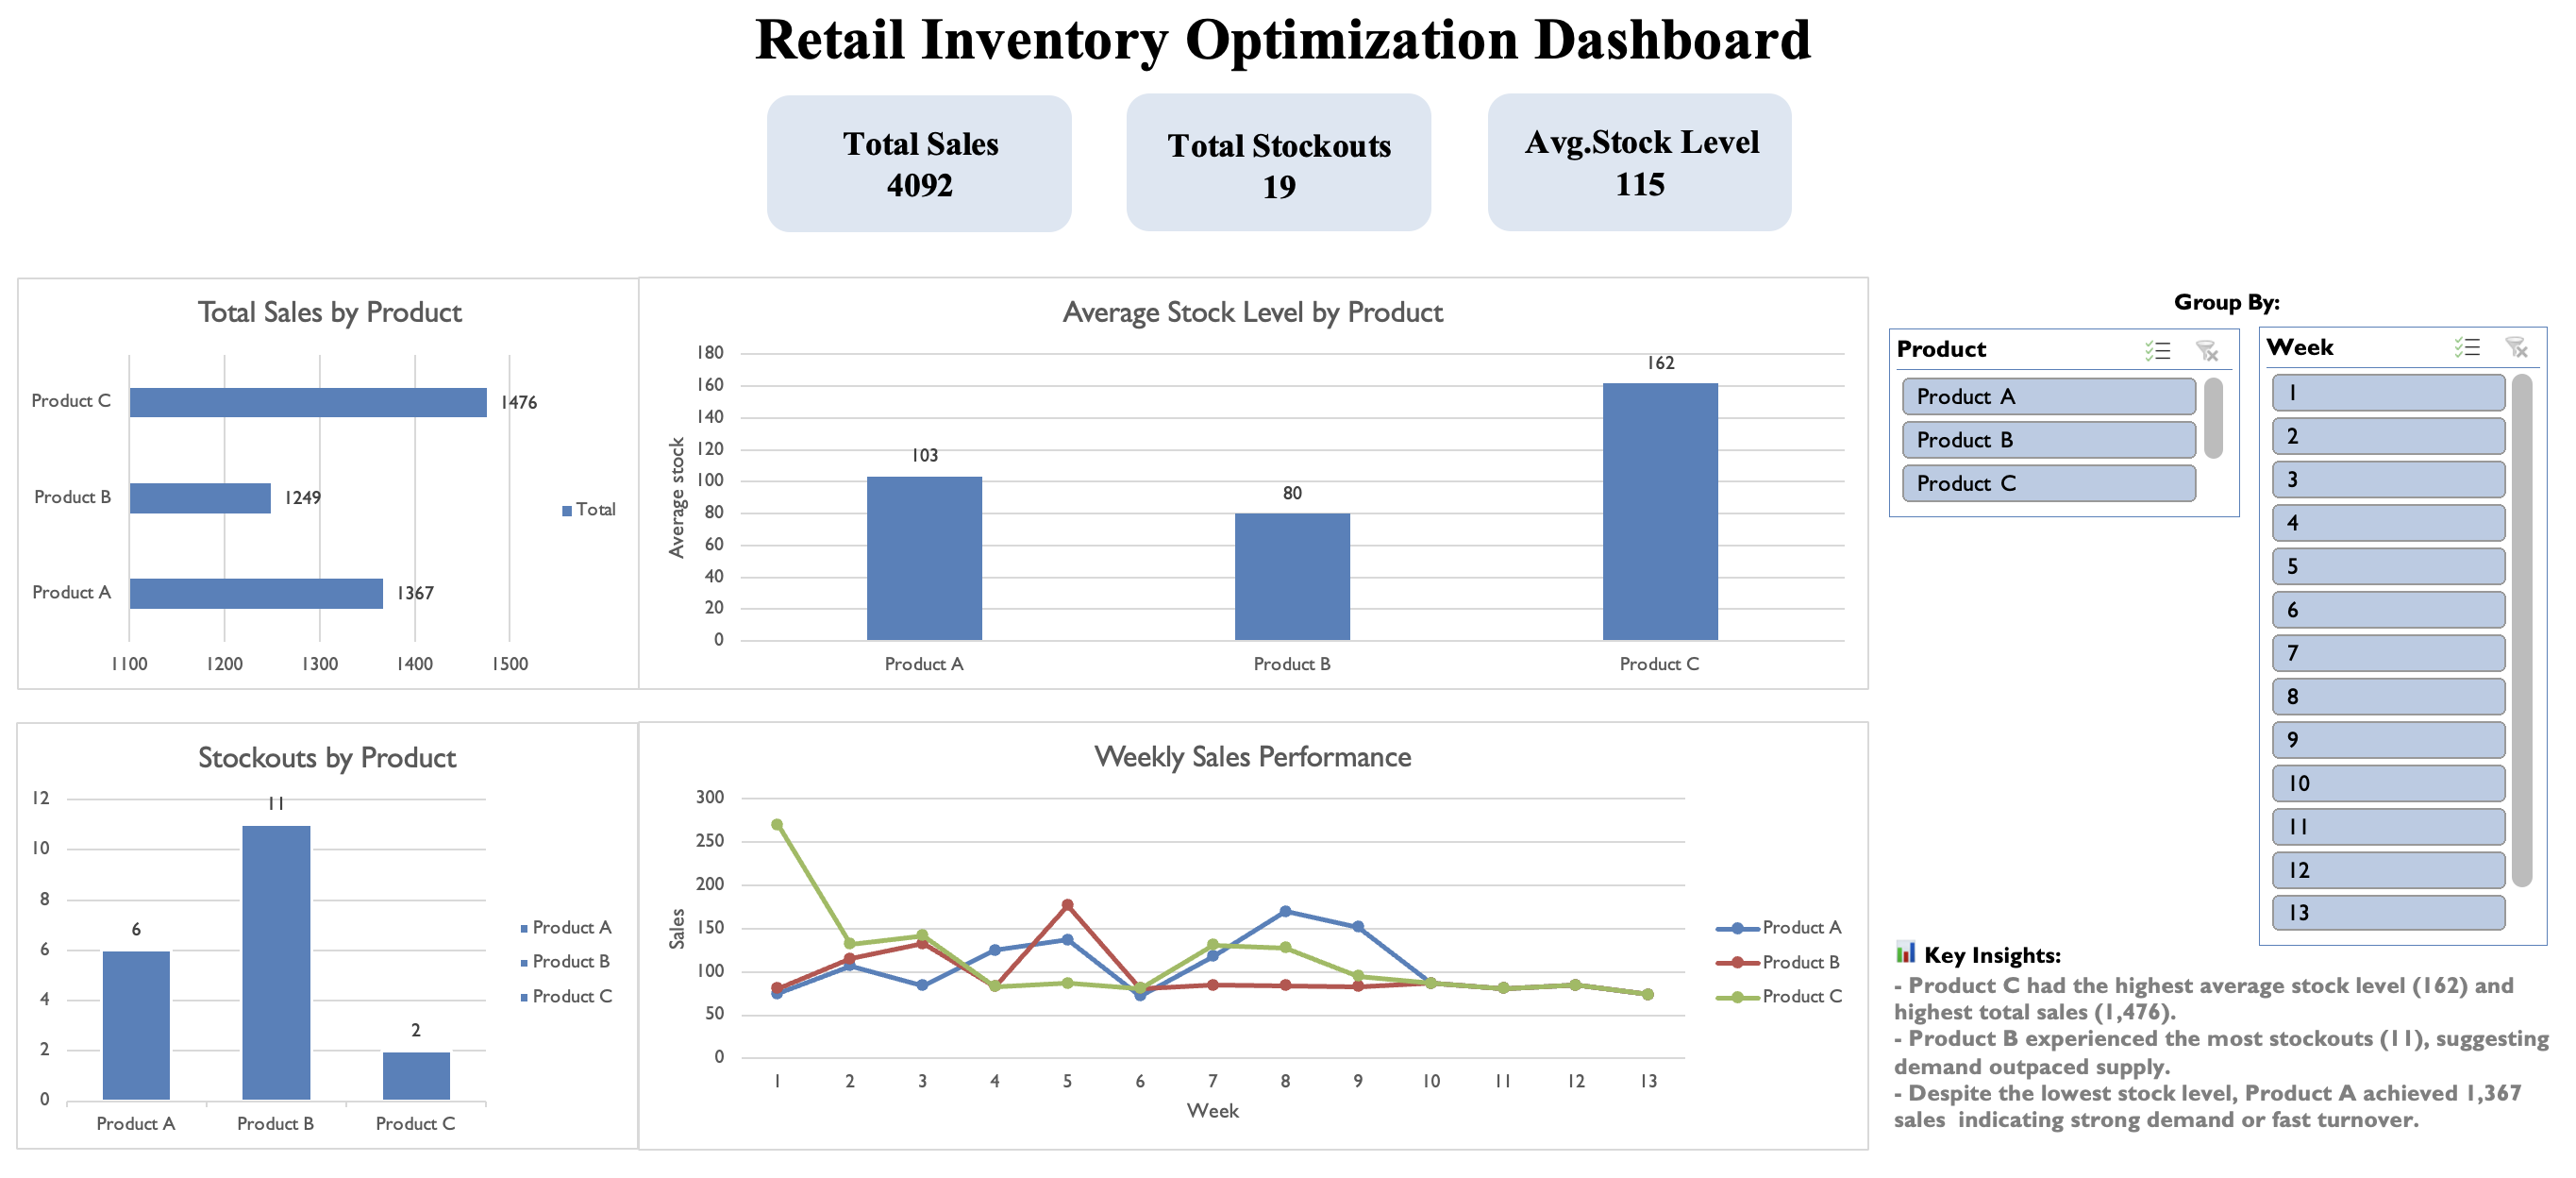 Retail Inventory Optimization Dashboard
Total Sales
4092
Total Stockouts
19
Avg.Stock Level
115
Total Sales by Product
Product C
1476
Product B
1249
Product A
1367
1100 1200 1300 1400 1500
Total
Average Stock Level by Product
Average stock
180
160
140
120
100
80
60
40
20
0
103
80
162
Product A Product B Product C
Group By:
Product
Product A
Product B
Product C
Week
1
2
3
4
5
6
7
8
9
10
11
12
13
Stockouts by Product
12
10
8
6
4
2
0
6
11
2
Product A Product B Product C
Product A
Product B
Product C
Weekly Sales Performance
Sales
300
250
200
150
100
50
0
1 2 3 4 5 6 7 8 9 10 11 12 13
Week
Product A
Product B
Product C
Key Insights:
- Product C had the highest average stock level (162) and
highest total sales (1,476).
- Product B experienced the most stockouts (11), suggesting
demand outpaced supply.
- Despite the lowest stock level, Product A achieved 1,367
sales  indicating strong demand or fast turnover.